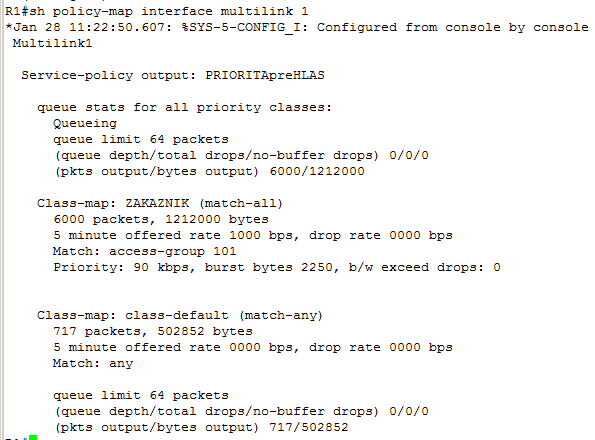 R1#sh policy-map interface multilink 1
*Jan 28 11:22:50.607: %SYS-5-CONFIG_I: Configured from console by console
Multilink1
Service-policy output: PRIORITApreHLAS
queue stats for all priority classes:
Queueing
queue limit 64 packets
(queue depth/total drops/no-buffer drops) 0/0/0
(pkts output/bytes output) 6000/1212000
Class-map: ZAKAZNIK (match-all)
6000 packets, 1212000 bytes
5 minute offered rate 1000 bps, drop rate 0000 bps
Match: access-group 101
Priority: 90 kbps, burst bytes 2250, b/w exceed drops: 0
Class-map: class-default (match-any)
717 packets, 502852 bytes
5 minute offered rate 0000 bps, drop rate 0000 bps
Match: any
queue limit 64 packets
(queue depth/total drops/no-buffer drops) 0/0/0
(pkts output/bytes output) 717/502852